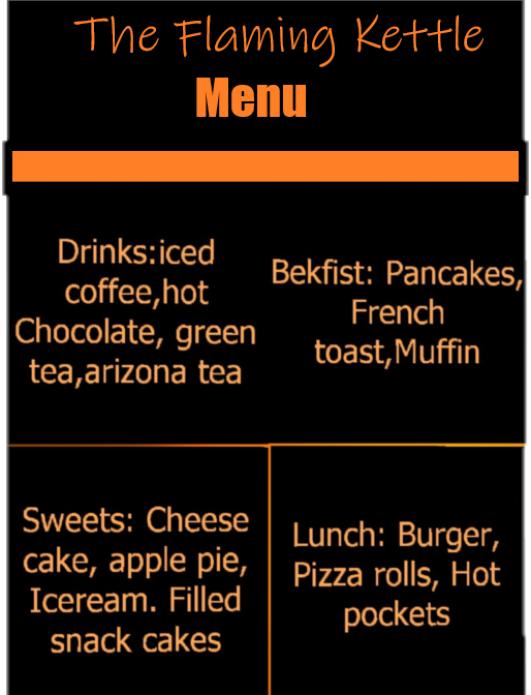 The Flaming Kettle
Menu
Drinks:iced
coffee,hot
Chocolate, green
tea,arizona tea
Bekfist: Pancakes,
French
toast,Muffin
Sweets: Cheese
cake, apple pie,
Iceream. Filled
snack cakes
Lunch: Burger,
Pizza rolls, Hot
pockets